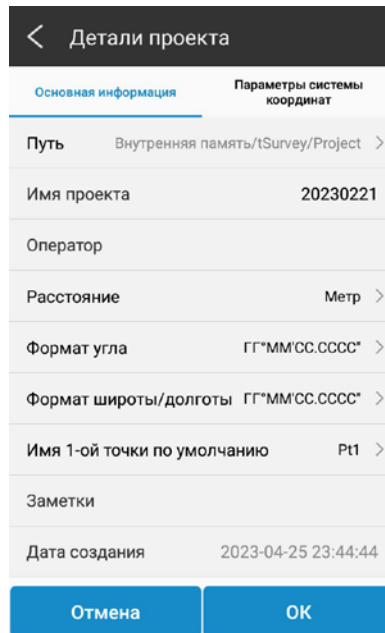 Детали проекта
Основная информация
Параметры системы
координат
Путь Внутренняя память/tSurvey/Project
Имя проекта 20230221
Оператор
Расстояние Метр
Формат угла ГГ°ММ'СС.СССС"
Формат широты/долготы ГГ°ММ'СС.СССС"
Имя 1-ой точки по умолчанию Pt1
Заметки
Дата создания 2023-04-25 23:44:44
Отмена ОК